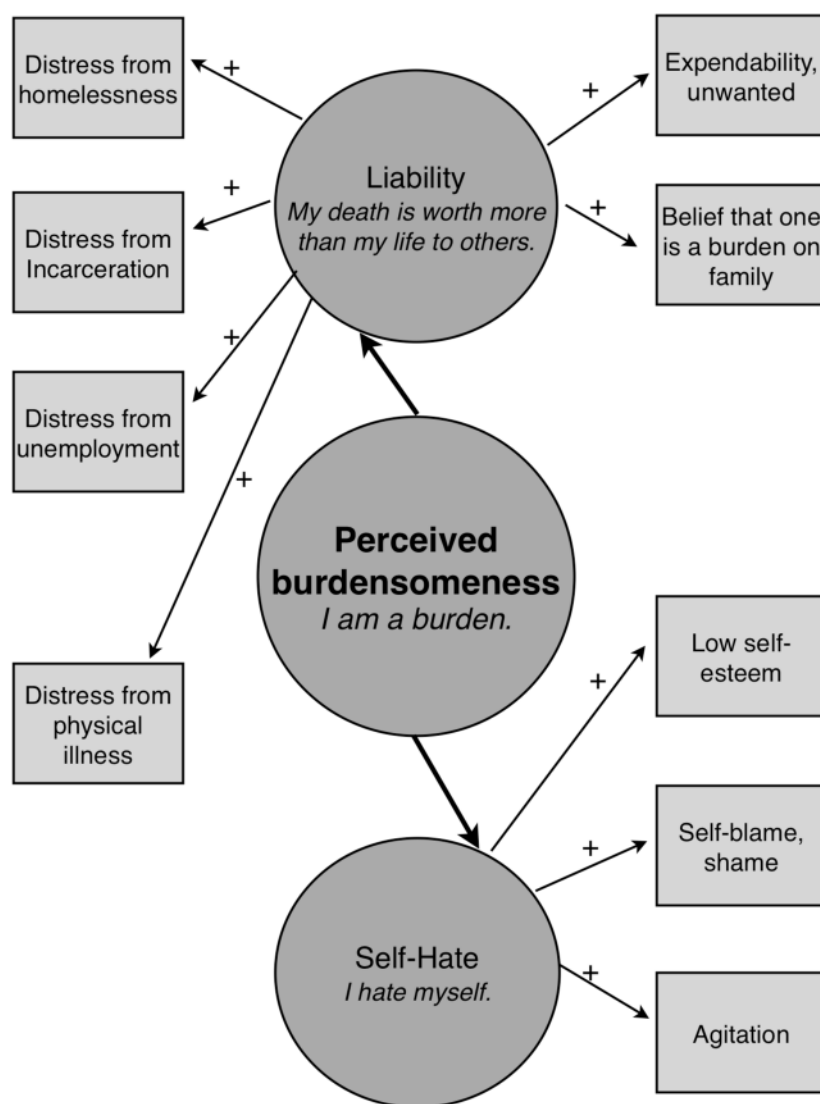 Distress from
homelessness
+
+
Expendability,
unwanted
Liability
My death is worth more
than my life to others.
+
+
Distress from
Incarceration
Belief that one
is a burden on
family
+
Distress from
unemployment
+
Perceived
burdensomeness
I am a burden.
Distress from
physical
illness
+
Low self-
esteem
+
Self-blame,
shame
Self-Hate
I hate myself.
+
Agitation